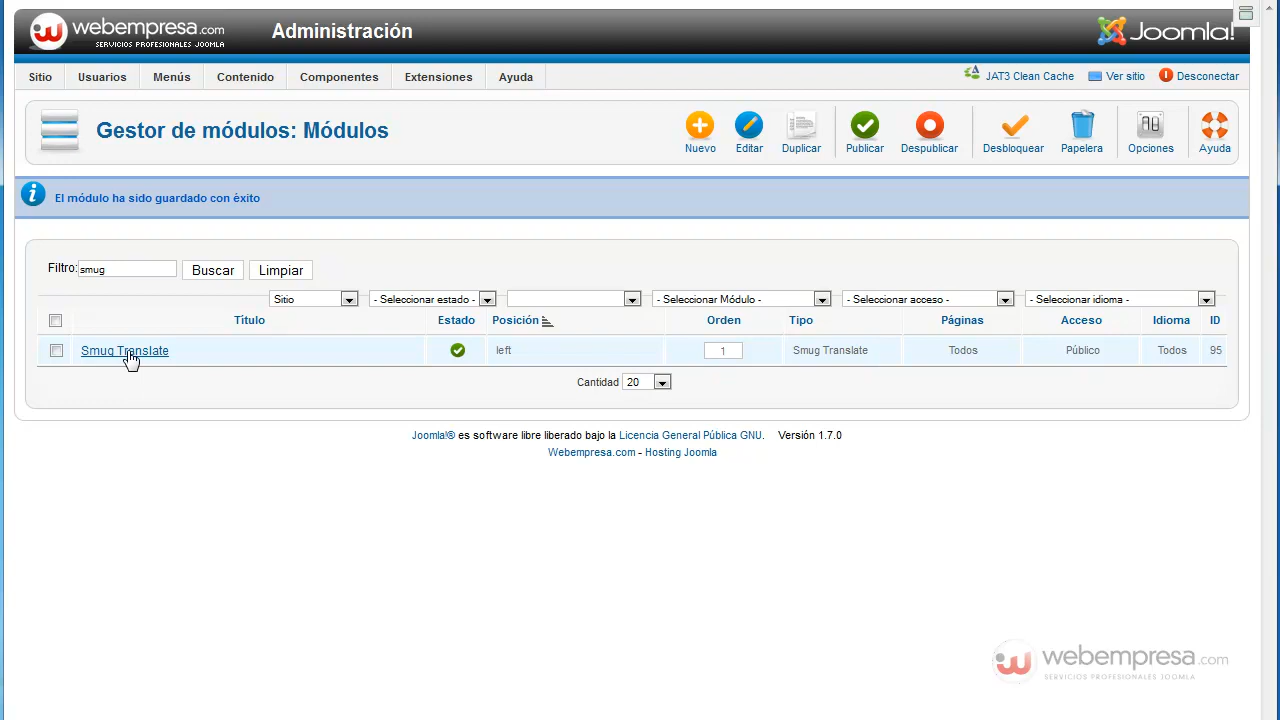 webempresa.com
SERVICIOS PROFESIONALES JOOMLA
Administración
Joomla!
Sitio Usuarios Menús Contenido Componentes Extensiones Ayuda
JAT3 Clean Cache Ver sitio Desconectar
Gestor de módulos: Módulos
Nuevo Editar Duplicar Publicar Despublicar Desbloquear Papelera Opciones Ayuda
El módulo ha sido guardado con éxito
Filtro: smug Buscar Limpiar
Sitio - Seleccionar estado - - Seleccionar Módulo - - Seleccionar acceso - - Seleccionar idioma -
Título Estado Posición Orden Tipo Páginas Acceso Idioma ID
Smug Translate left 1 Smug Translate Todos Público Todos 95
Cantidad 20
Joomla!® es software libre liberado bajo la Licencia General Pública GNU. Versión 1.7.0
Webempresa.com - Hosting Joomla
webempresa.com
SERVICIOS PROFESIONALES JOOMLA